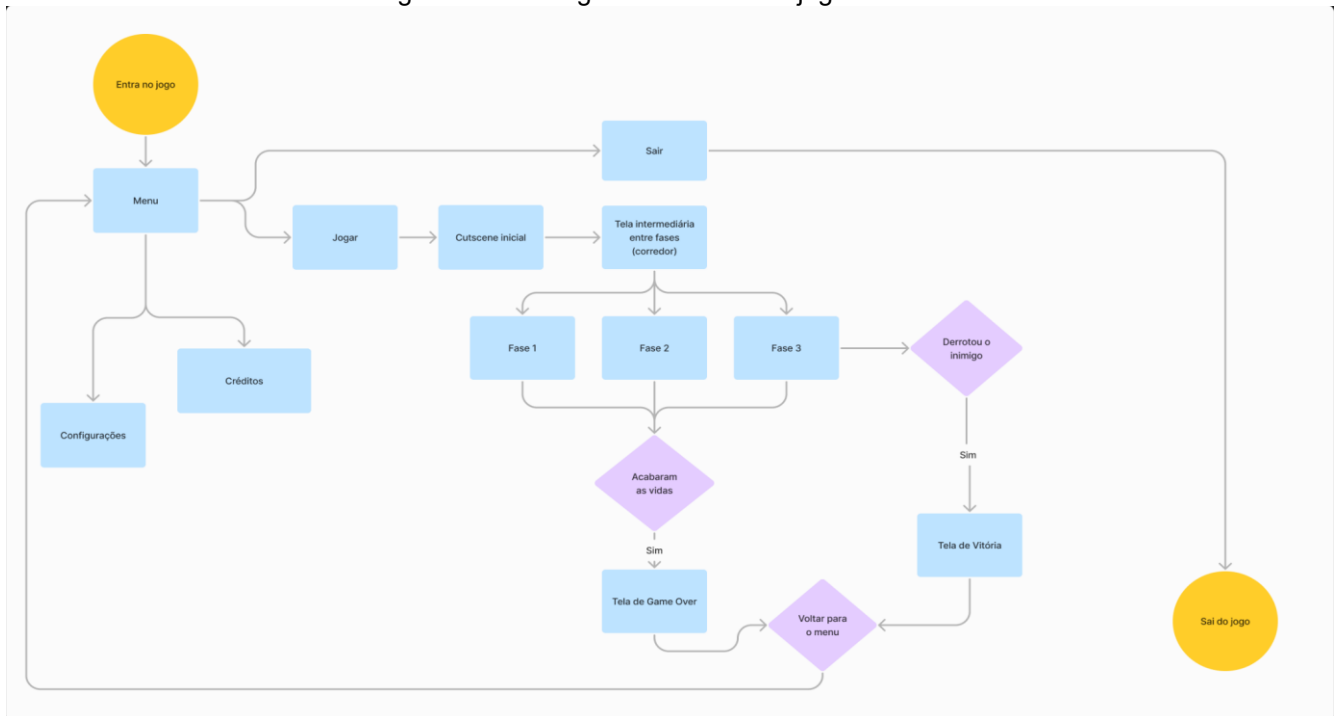 Entra no jogo
Sair
Menu
Jogar
Cutscene inicial
Tela intermediária
entre fases
(corredor)
Fase 1
Fase 2
Fase 3
Derrotou o
inimigo
Créditos
Configurações
Acabaram
as vidas
Sim
Sim
Tela de Vitória
Tela de Game Over
Voltar para
o menu
Sai do jogo